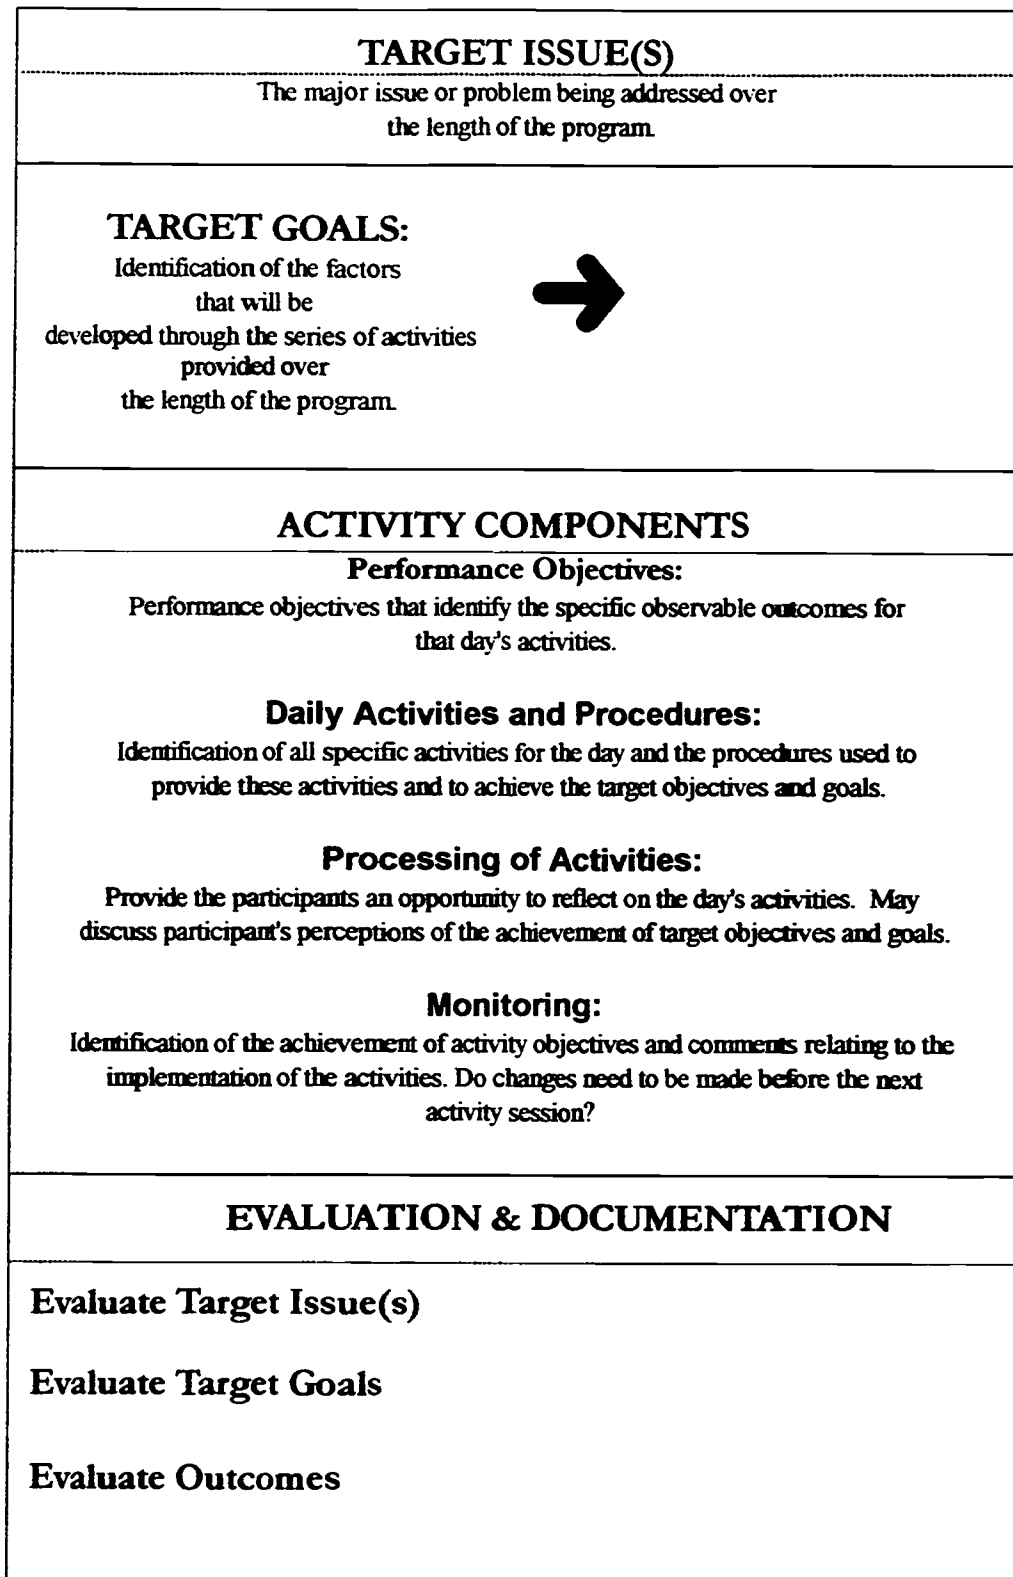 TARGET ISSUE(S)
The major issue or problem being addressed over
the length of the program.
TARGET GOALS:
Identification of the factors
that will be
developed through the series of activities
provided over
the length of the program.
ACTIVITY COMPONENTS
Performance Objectives:
Performance objectives that identify the specific observable outcomes for
that day's activities.
Daily Activities and Procedures:
Identification of all specific activities for the day and the procedures used to
provide these activities and to achieve the target objectives and goals.
Processing of Activities:
Provide the participants an opportunity to reflect on the day's activities. May
discuss participant's perceptions of the achievement of target objectives and goals.
Monitoring:
Identification of the achievement of activity objectives and comments relating to the
implementation of the activities. Do changes need to be made before the next
activity session?
EVALUATION & DOCUMENTATION
Evaluate Target Issue(s)
Evaluate Target Goals
Evaluate Outcomes